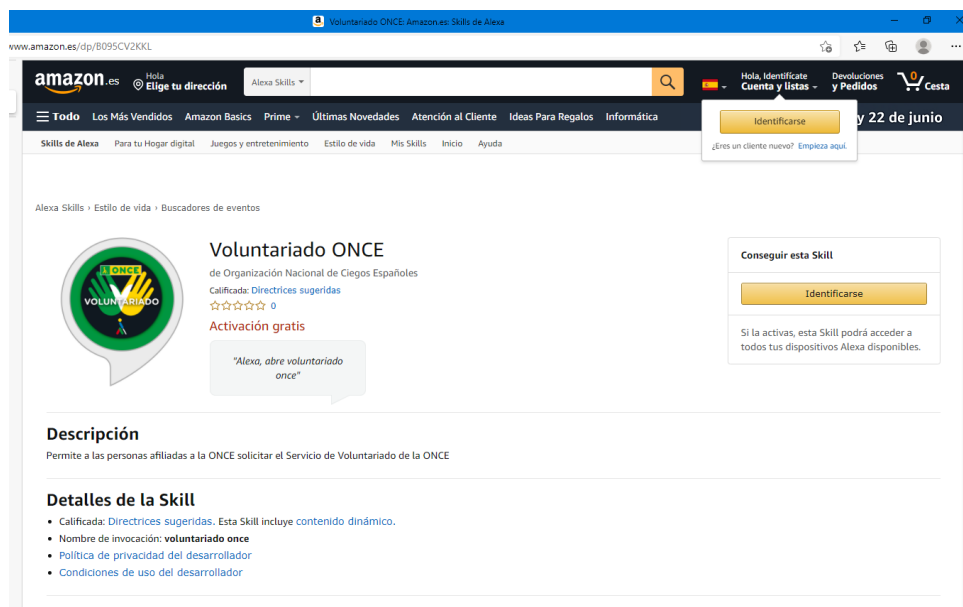 Voluntariado ONCE: Amazon.es: Skills de Alexa
www.amazon.es/dp/B095CV2KKL
amazon.es
Hola
Elige tu dirección
Alexa Skills
Hola, Identifícate
Cuenta y listas
Devoluciones
y Pedidos
0
Cesta
Todo Los Más Vendidos Amazon Basics Prime Últimas Novedades Atención al Cliente Ideas Para Regalos Informática
y 22 de junio
Identificarse
¿Eres un cliente nuevo? Empieza aquí.
Skills de Alexa Para tu Hogar digital Juegos y entretenimiento Estilo de vida Mis Skills Inicio Ayuda
Alexa Skills › Estilo de vida › Buscadores de eventos
ONCE
VOLUNTARIADO
Voluntariado ONCE
de Organización Nacional de Ciegos Españoles
Calificada: Directrices sugeridas
0
Activación gratis
"Alexa, abre voluntariado
once"
Conseguir esta Skill
Identificarse
Si la activas, esta Skill podrá acceder a
todos tus dispositivos Alexa disponibles.
Descripción
Permite a las personas afiliadas a la ONCE solicitar el Servicio de Voluntariado de la ONCE
Detalles de la Skill
• Calificada: Directrices sugeridas. Esta Skill incluye contenido dinámico.
• Nombre de invocación: voluntariado once
• Política de privacidad del desarrollador
• Condiciones de uso del desarrollador